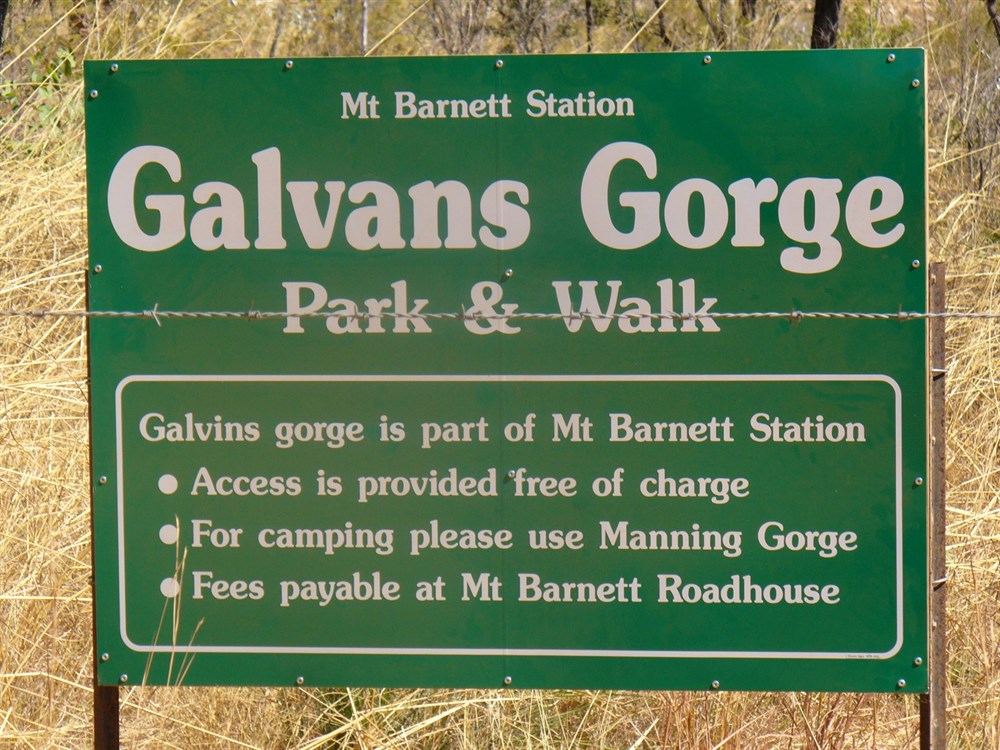 Mt Barnett Station
Galvans Gorge
Park & Walk
Galvins gorge is part of Mt Barnett Station
● Access is provided free of charge
● For camping please use Manning Gorge
● Fees payable at Mt Barnett Roadhouse